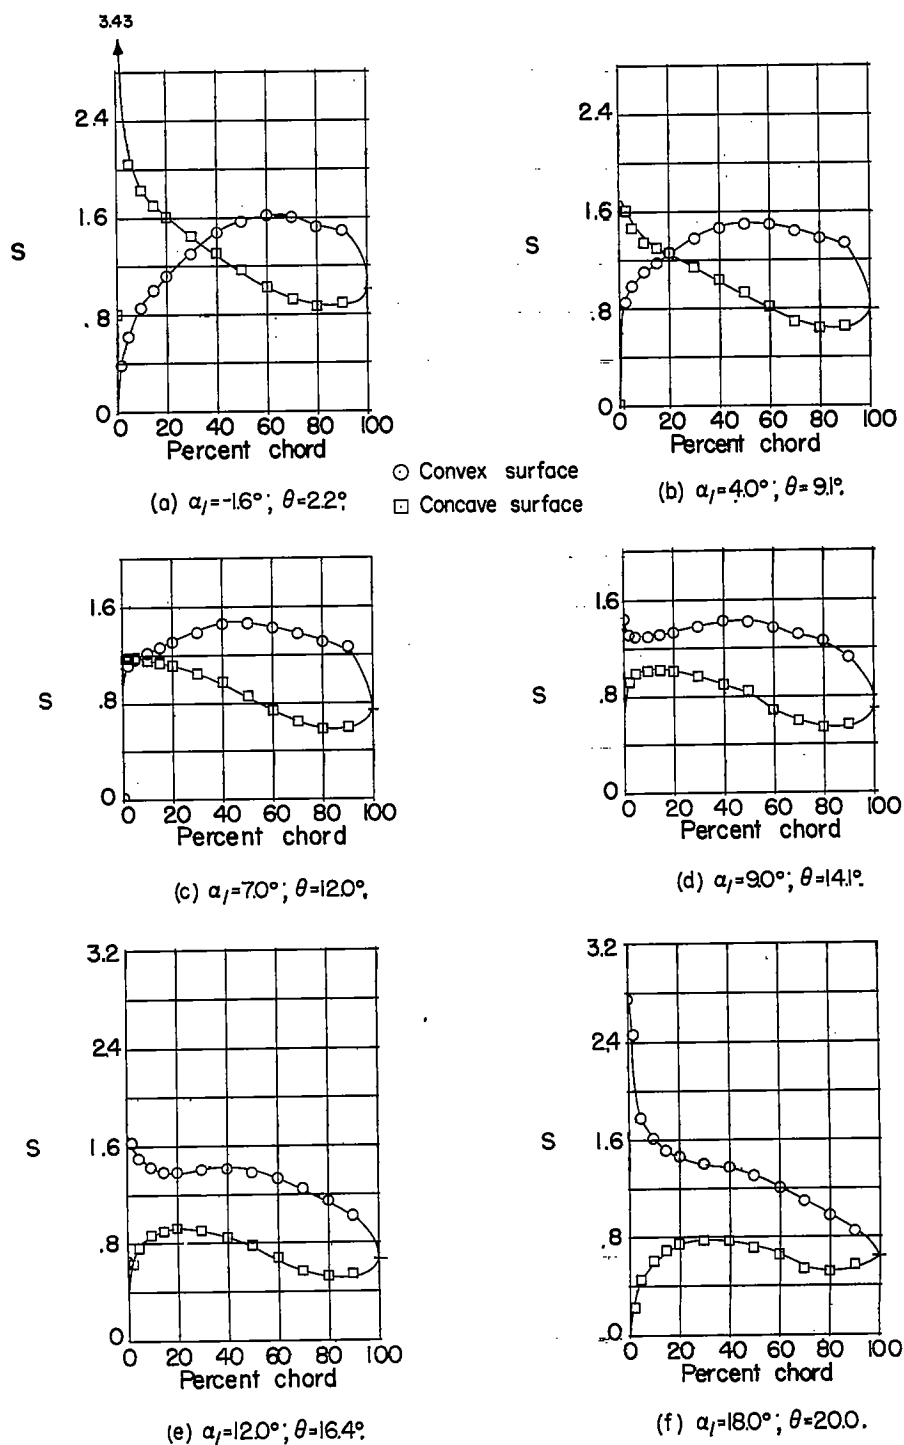 3.43
2.4
1.6
S
.8
0
0 20 40 60 80 100
Percent chord
(a) α₁=-1.6°; θ=2.2°.
2.4
1.6
S
.8
0
0 20 40 60 80 100
Percent chord
(b) α₁=4.0°; θ=9.1°.
Convex surface
Concave surface
1.6
S
.8
0
0 20 40 60 80 100
Percent chord
(c) α₁=7.0°; θ=12.0°.
1.6
S
.8
0
0 20 40 60 80 100
Percent chord
(d) α₁=9.0°; θ=14.1°.
3.2
2.4
1.6
S
.8
0
0 20 40 60 80 100
Percent chord
(e) α₁=12.0°; θ=16.4°.
3.2
2.4
1.6
S
.8
0
0 20 40 60 80 100
Percent chord
(f) α₁=18.0°; θ=20.0.